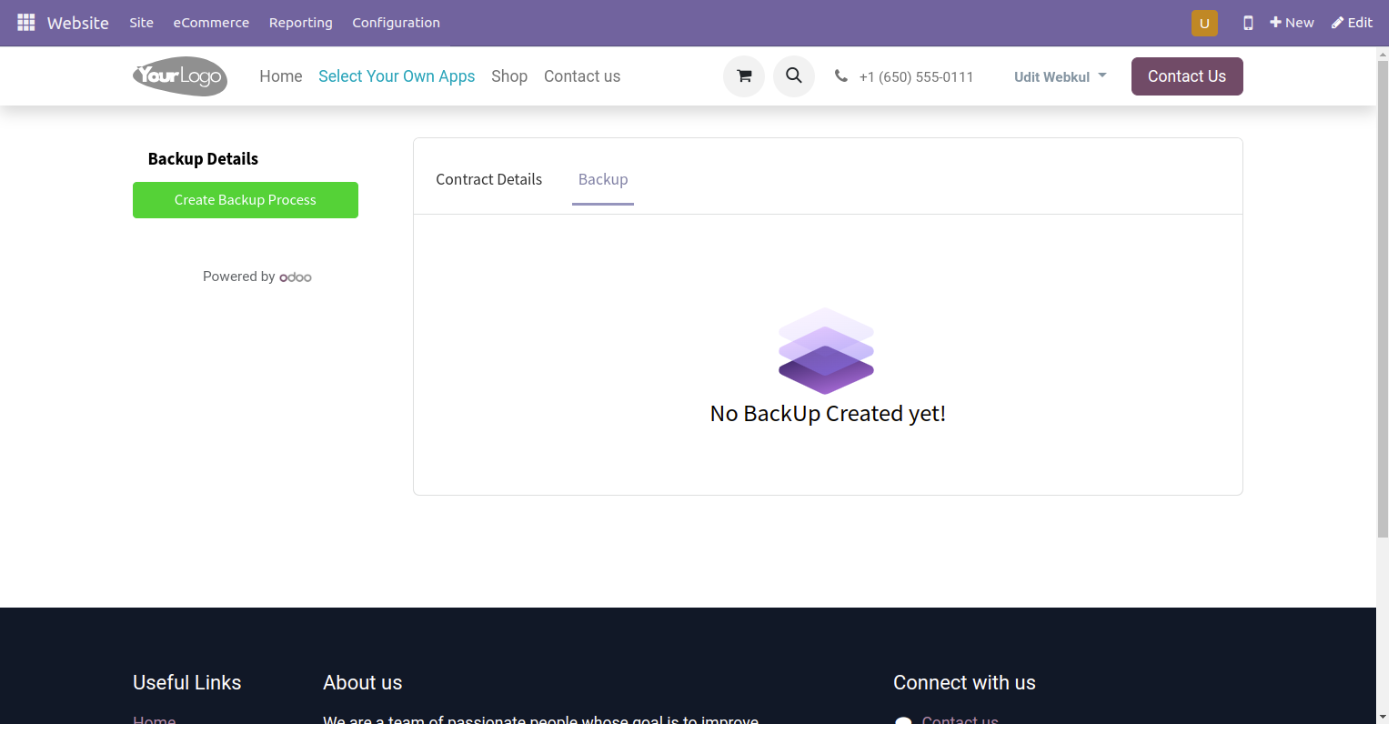 Website Site eCommerce Reporting Configuration U New Edit
YourLogo Home Select Your Own Apps Shop Contact us +1 (650) 555-0111 Udit Webkul Contact Us
Backup Details
Create Backup Process
Powered by odoo
Contract Details Backup
No BackUp Created yet!
Useful Links About us Connect with us
Home We are a team of passionate people whose goal is to improve Contact us